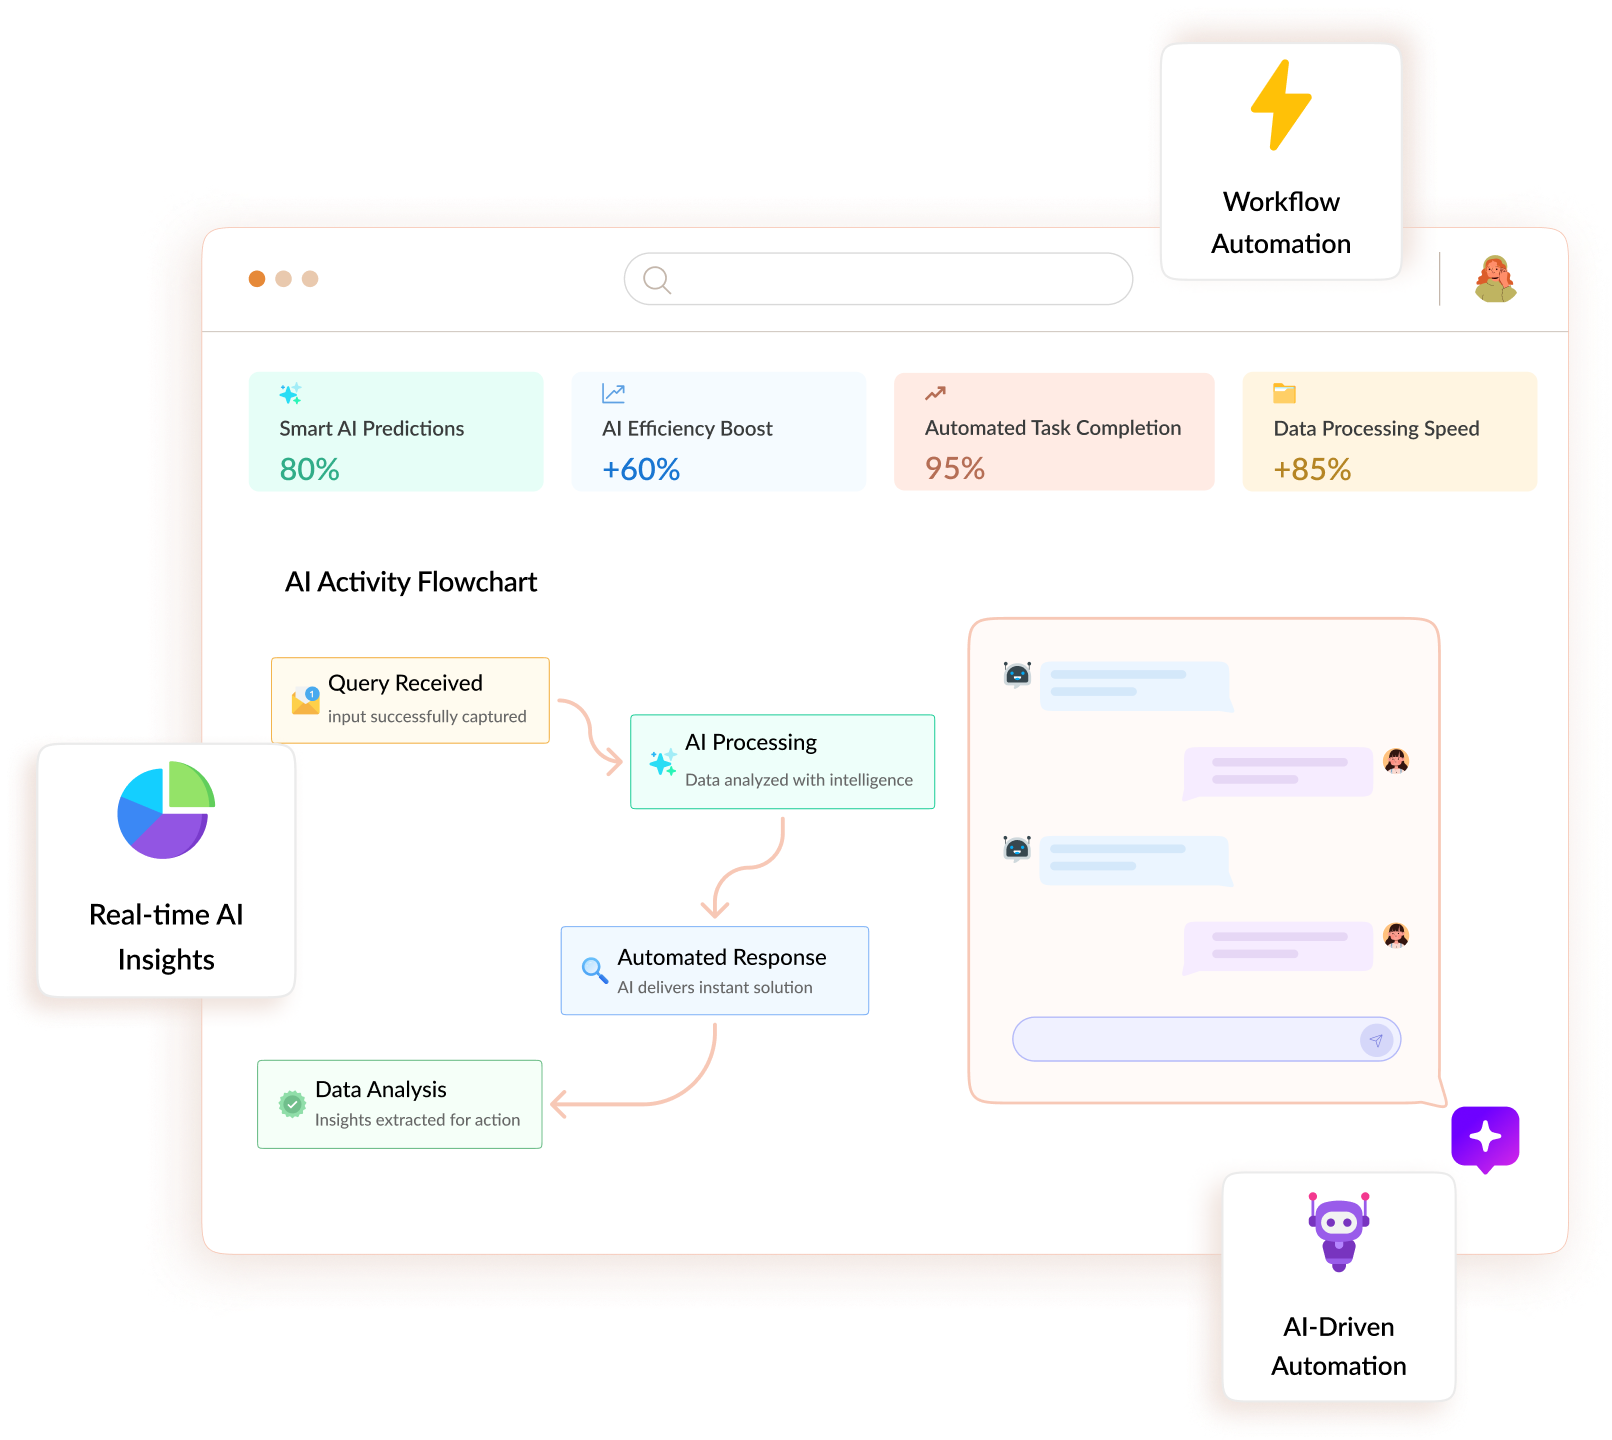 Workflow
Automation
Smart AI Predictions
80%
AI Efficiency Boost
+60%
Automated Task Completion
95%
Data Processing Speed
+85%
AI Activity Flowchart
Query Received
1
input successfully captured
AI Processing
Data analyzed with intelligence
Real-time AI
Insights
Automated Response
AI delivers instant solution
Data Analysis
Insights extracted for action
AI-Driven
Automation